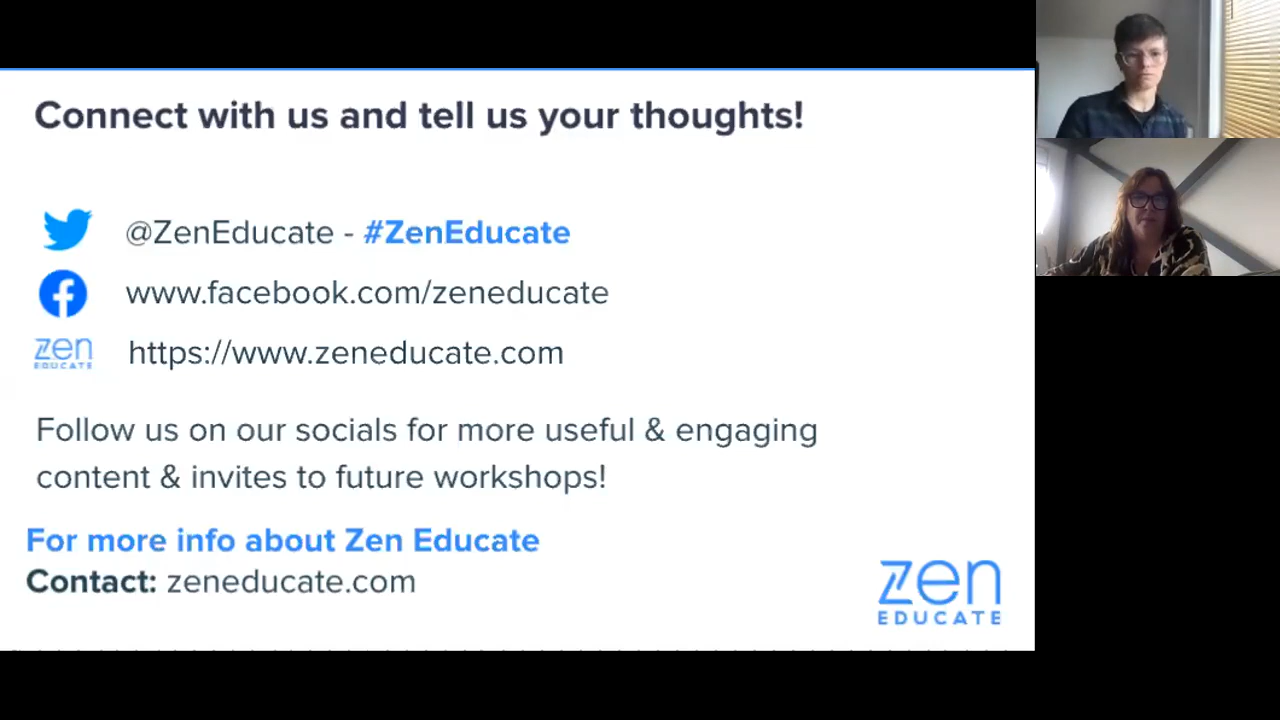 Connect with us and tell us your thoughts!
@ZenEducate - #ZenEducate
www.facebook.com/zeneducate
zen
EDUCATE
https://www.zeneducate.com
Follow us on our socials for more useful & engaging
content & invites to future workshops!
For more info about Zen Educate
Contact: zeneducate.com
zen
EDUCATE